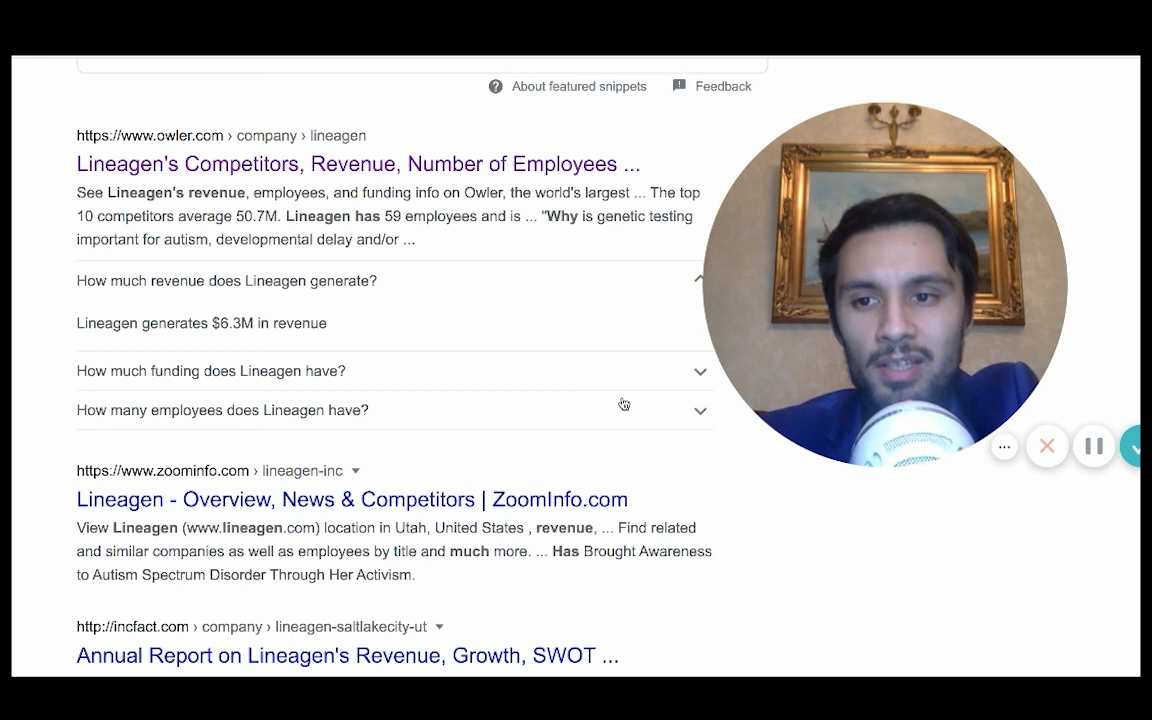 About featured snippets
Feedback
https://www.owler.com › company › lineagen
Lineagen's Competitors, Revenue, Number of Employees ...
See Lineagen's revenue, employees, and funding info on Owler, the world's largest ... The top
10 competitors average 50.7M. Lineagen has 59 employees and is ... "Why is genetic testing
important for autism, developmental delay and/or ...
How much revenue does Lineagen generate?
Lineagen generates $6.3M in revenue
How much funding does Lineagen have?
How many employees does Lineagen have?
https://www.zoominfo.com › lineagen-inc
Lineagen - Overview, News & Competitors | ZoomInfo.com
View Lineagen (www.lineagen.com) location in Utah, United States , revenue, ... Find related
and similar companies as well as employees by title and much more. ... Has Brought Awareness
to Autism Spectrum Disorder Through Her Activism.
http://incfact.com › company › lineagen-saltlakecity-ut
Annual Report on Lineagen's Revenue, Growth, SWOT ...